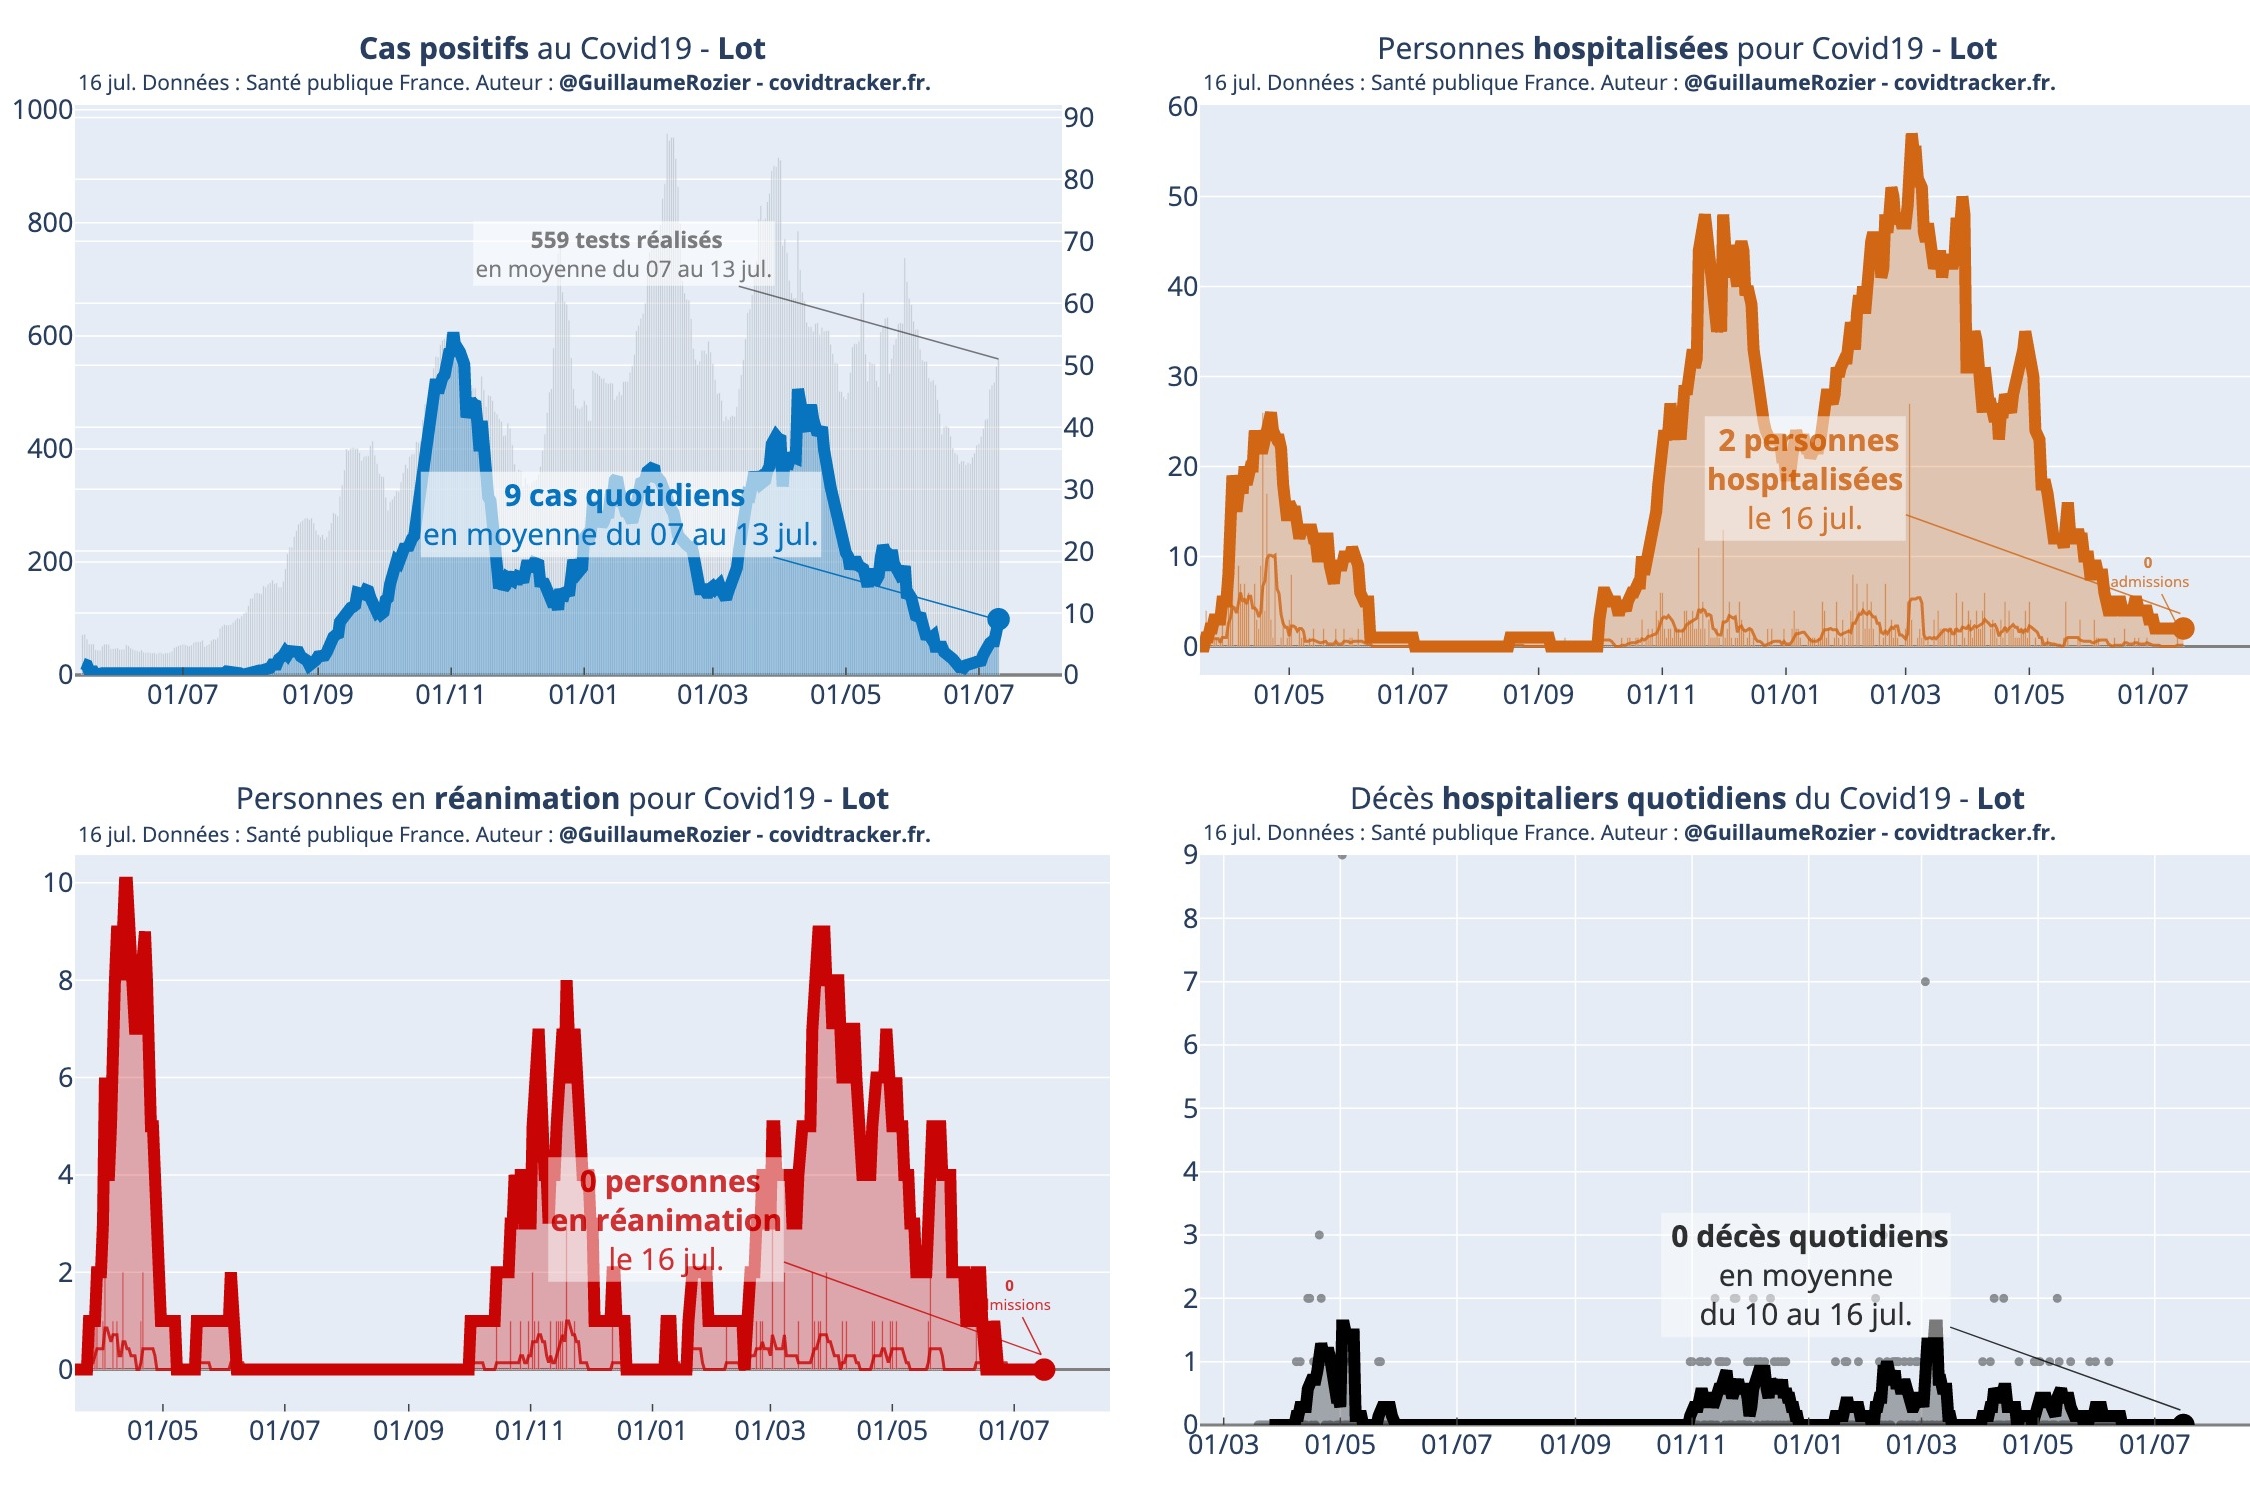 Cas positifs au Covid19 - Lot
16 jul. Données : Santé publique France. Auteur : @GuillaumeRozier - covidtracker.fr.
1000
800
600
400
200
0
90
80
70
60
50
40
30
20
10
0
559 tests réalisés
en moyenne du 07 au 13 jul.
9 cas quotidiens
en moyenne du 07 au 13 jul.
01/07 01/09 01/11 01/01 01/03 01/05 01/07
Personnes hospitalisées pour Covid19 - Lot
16 jul. Données : Santé publique France. Auteur : @GuillaumeRozier - covidtracker.fr.
60
50
40
30
20
10
0
2 personnes
hospitalisées
le 16 jul.
0
admissions
01/05 01/07 01/09 01/11 01/01 01/03 01/05 01/07
Personnes en réanimation pour Covid19 - Lot
16 jul. Données : Santé publique France. Auteur : @GuillaumeRozier - covidtracker.fr.
10
8
6
4
2
0
0 personnes
en réanimation
le 16 jul.
0
missions
01/05 01/07 01/09 01/11 01/01 01/03 01/05 01/07
Décès hospitaliers quotidiens du Covid19 - Lot
16 jul. Données : Santé publique France. Auteur : @GuillaumeRozier - covidtracker.fr.
9
8
7
6
5
4
3
2
1
0
0 décès quotidiens
en moyenne
du 10 au 16 jul.
01/03 01/05 01/07 01/09 01/11 01/01 01/03 01/05 01/07